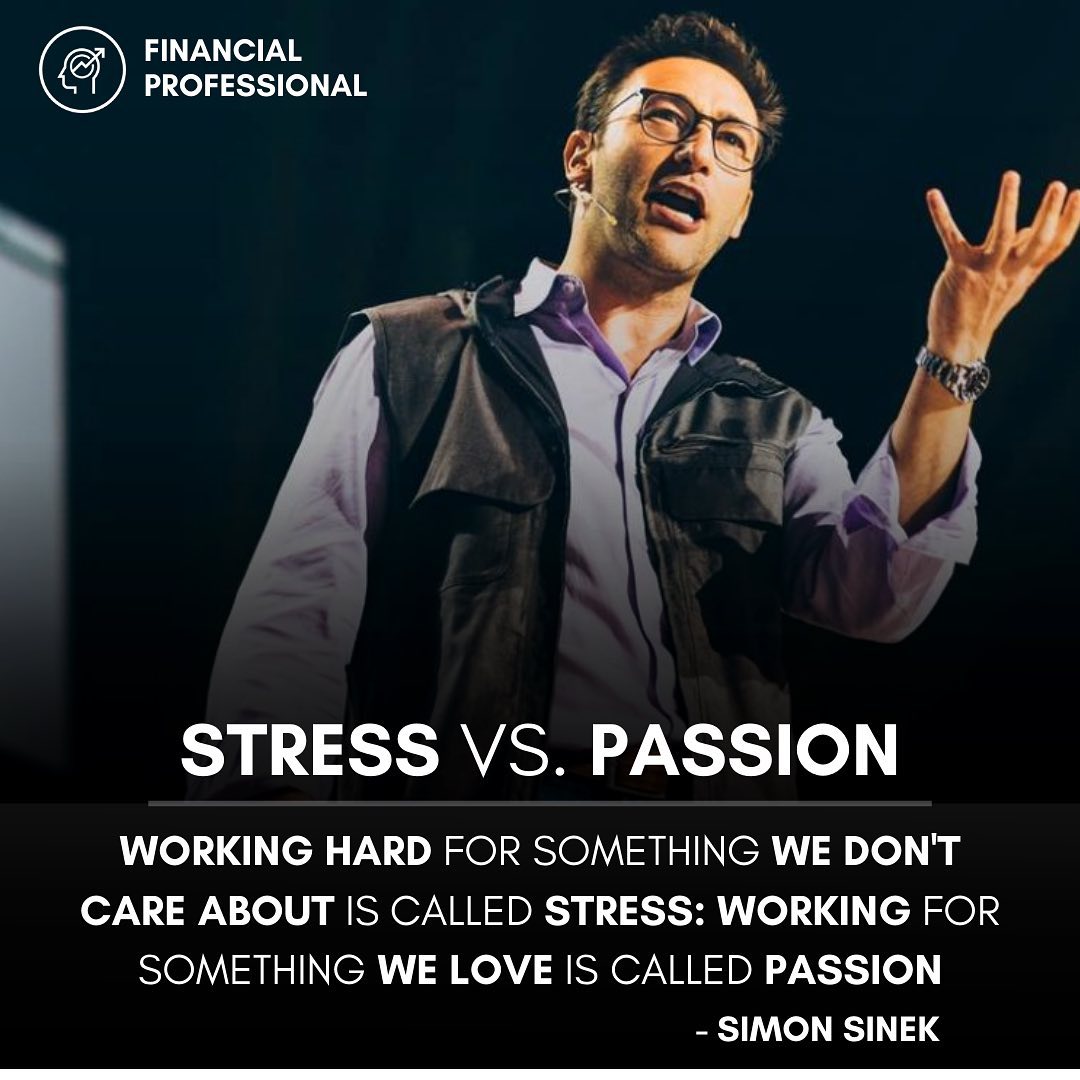 FINANCIAL
PROFESSIONAL
STRESS VS. PASSION
WORKING HARD FOR SOMETHING WE DON'T
CARE ABOUT IS CALLED STRESS: WORKING FOR
SOMETHING WE LOVE IS CALLED PASSION
- SIMON SINEK